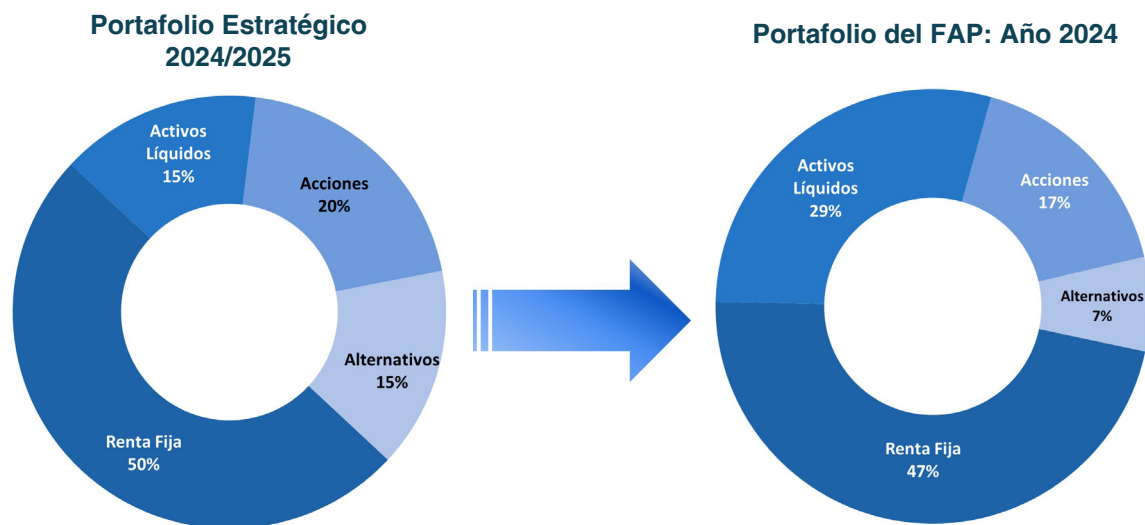 Portafolio Estratégico
2024/2025
Activos
Líquidos
15%
Acciones
20%
Alternativos
15%
Renta Fija
50%
Portafolio del FAP: Año 2024
Activos
Líquidos
29%
Acciones
17%
Alternativos
7%
Renta Fija
47%